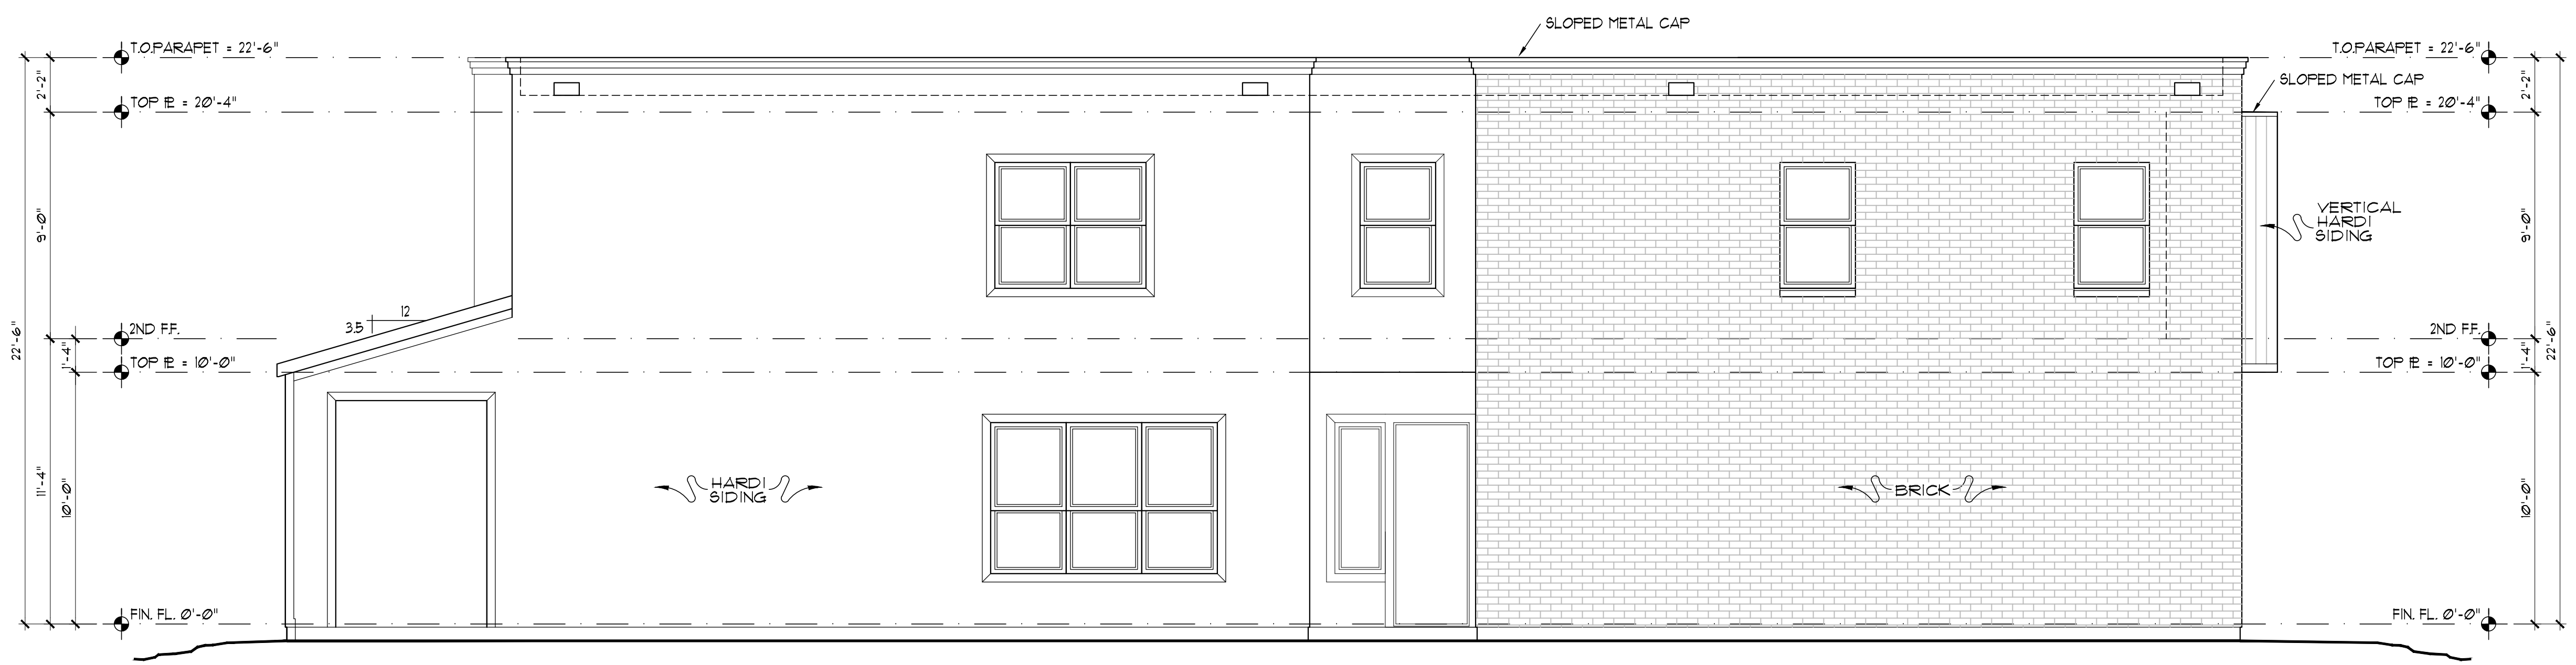 SLOPED METAL CAP
T.O.PARAPET = 22'-6"
T.O.PARAPET = 22'-6"
SLOPED METAL CAP
2'-2"
2'-2"
TOP PL = 20'-4"
TOP PL = 20'-4"
9'-0"
9'-0"
VERTICAL
HARDI
SIDING
12
3.5
2ND F.F.
2ND F.F.
22'-6"
22'-6"
1'-4"
1'-4"
TOP PL = 10'-0"
TOP PL = 10'-0"
11'-4"
10'-0"
10'-0"
HARDI
SIDING
BRICK
FIN. FL. 0'-0"
FIN. FL. 0'-0"